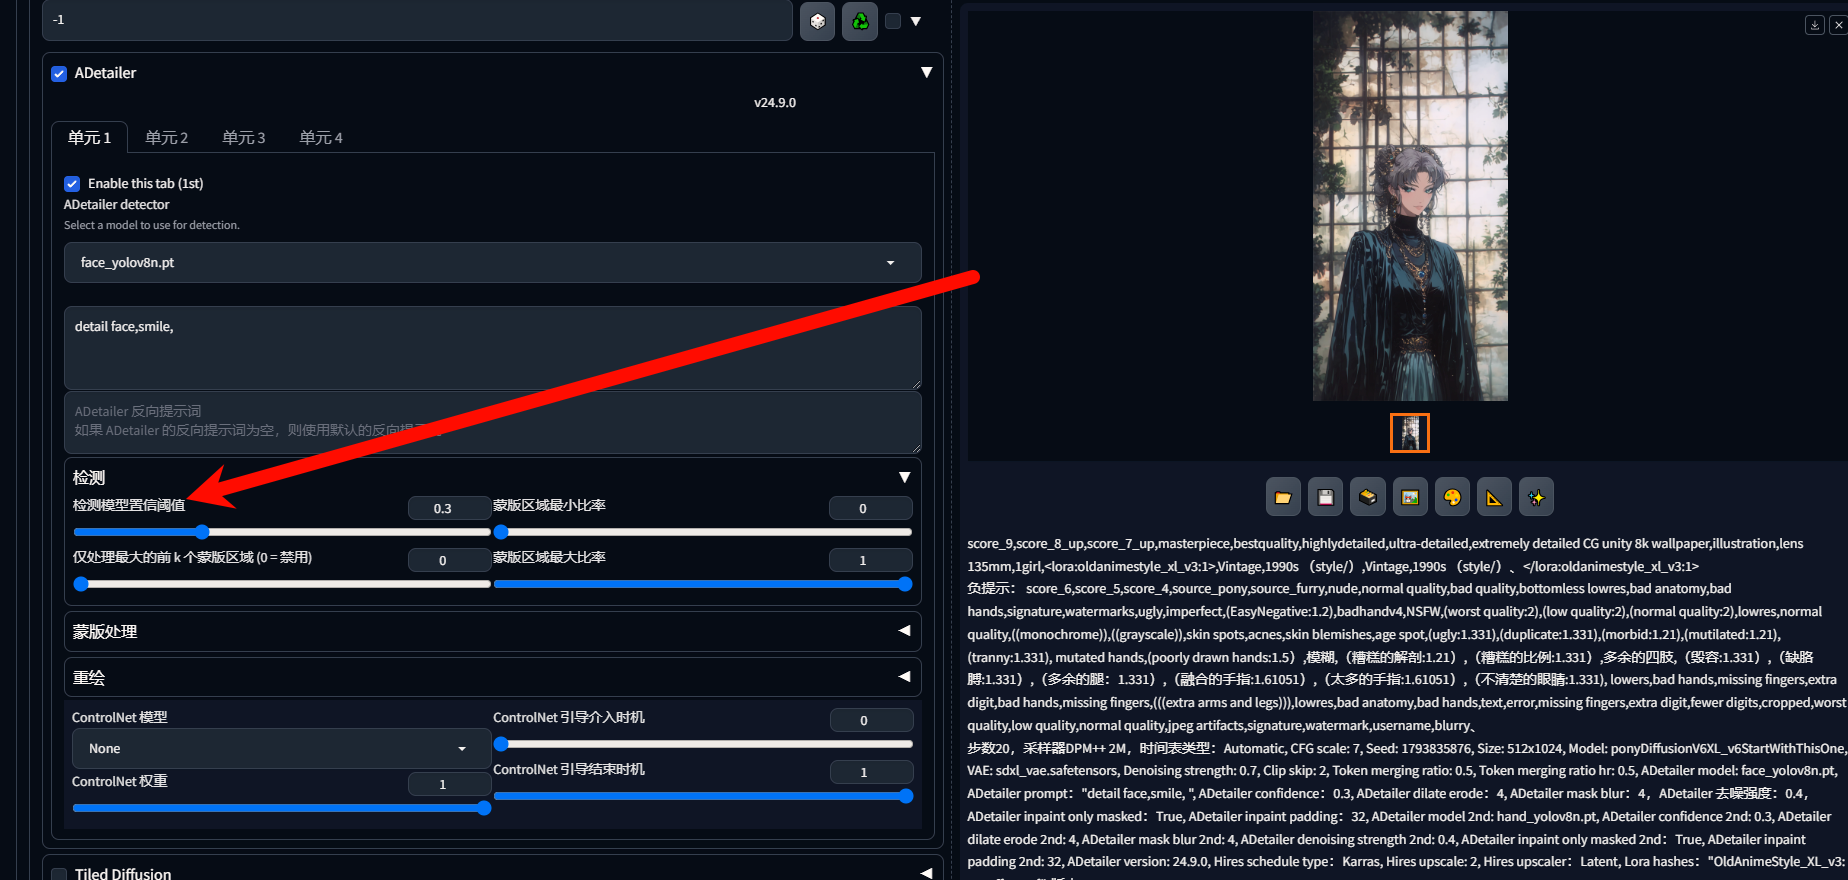 -1
ADetailer
v24.9.0
单元 1 单元 2 单元 3 单元 4
Enable this tab (1st)
ADetailer detector
Select a model to use for detection.
face_yolov8n.pt
detail face,smile,
ADetailer 反向提示词
如果 ADetailer 的反向提示词为空，则使用默认的反向
检测
检测模型置信阈值 0.3 蒙版区域最小比率 0
仅处理最大的前 k 个蒙版区域 (0 = 禁用) 0 蒙版区域最大比率 1
蒙版处理
重绘
ControlNet 模型 ControlNet 引导介入时机 0
None
ControlNet 权重 1 ControlNet 引导结束时机 1
Tiled Diffusion
score_9,score_8_up,score_7_up,masterpiece,bestquality,highlydetailed,ultra-detailed,extremely detailed CG unity 8k wallpaper,illustration,lens
135mm,1girl,<lora:oldanimestyle_xl_v3:1>,Vintage,1990s （style/）,Vintage,1990s （style/）、</lora:oldanimestyle_xl_v3:1>
负提示： score_6,score_5,score_4,source_pony,source_furry,nude,normal quality,bad quality,bottomless lowres,bad anatomy,bad
hands,signature,watermarks,ugly,imperfect,(EasyNegative:1.2),badhandv4,NSFW,(worst quality:2),(low quality:2),(normal quality:2),lowres,normal
quality,((monochrome)),((grayscale)),skin spots,acnes,skin blemishes,age spot,(ugly:1.331),(duplicate:1.331),(morbid:1.21),(mutilated:1.21),
(tranny:1.331), mutated hands,(poorly drawn hands:1.5）,模糊,（糟糕的解剖:1.21）,（糟糕的比例:1.331）,多余的四肢,（毁容:1.331）,（缺胳
膊:1.331）,（多余的腿：1.331）,（融合的手指:1.61051）,（太多的手指:1.61051）,（不清楚的眼睛:1.331), lowers,bad hands,missing fingers,extra
digit,bad hands,missing fingers,(((extra arms and legs))),lowres,bad anatomy,bad hands,text,error,missing fingers,extra digit,fewer digits,cropped,worst
quality,low quality,normal quality,jpeg artifacts,signature,watermark,username,blurry、
步数20，采样器DPM++ 2M，时间表类型：Automatic, CFG scale: 7, Seed: 1793835876, Size: 512x1024, Model: ponyDiffusionV6XL_v6StartWithThisOne,
VAE: sdxl_vae.safetensors, Denoising strength: 0.7, Clip skip: 2, Token merging ratio: 0.5, Token merging ratio hr: 0.5, ADetailer model: face_yolov8n.pt,
ADetailer prompt："detail face,smile, ", ADetailer confidence：0.3, ADetailer dilate erode：4, ADetailer mask blur：4，ADetailer 去噪强度：0.4，
ADetailer inpaint only masked：True, ADetailer inpaint padding：32, ADetailer model 2nd: hand_yolov8n.pt, ADetailer confidence 2nd: 0.3, ADetailer
dilate erode 2nd: 4, ADetailer mask blur 2nd: 4, ADetailer denoising strength 2nd: 0.4, ADetailer inpaint only masked 2nd：True, ADetailer inpaint
padding 2nd: 32, ADetailer version: 24.9.0, Hires schedule type：Karras, Hires upscale: 2, Hires upscaler：Latent, Lora hashes："OldAnimeStyle_XL_v3: